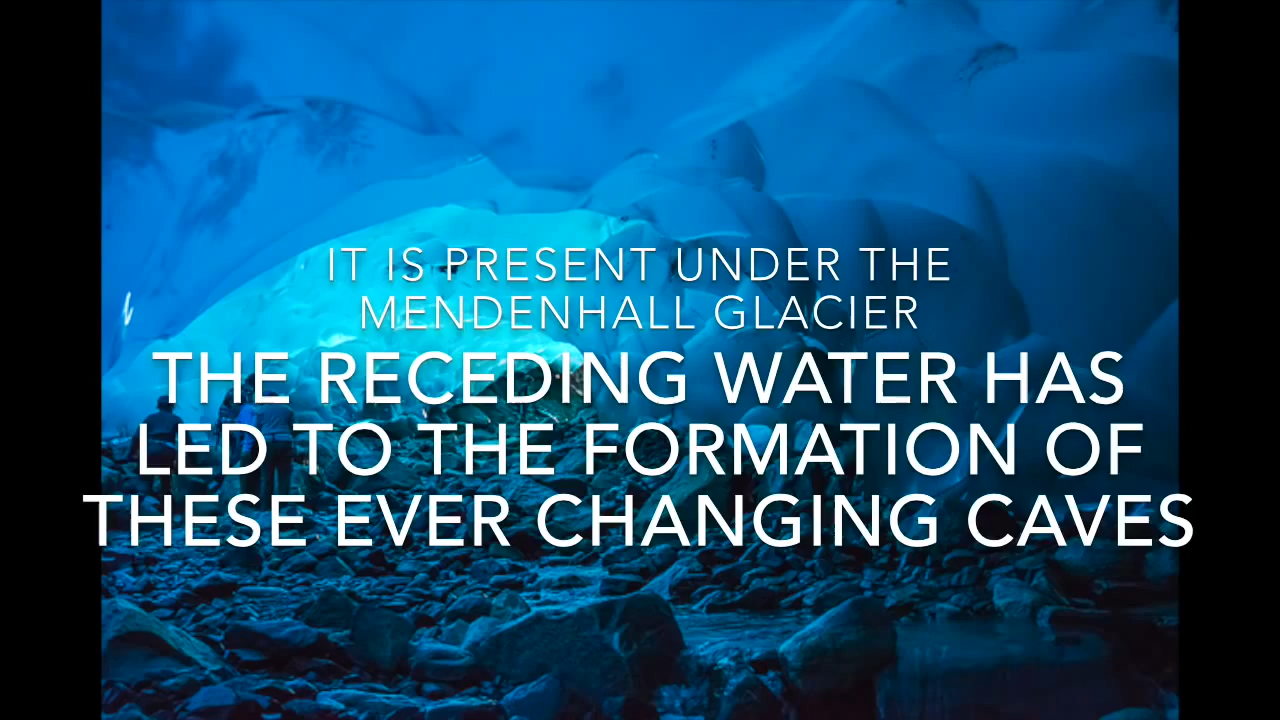 IT IS PRESENT UNDER THE
MENDENHALL GLACIER
THE RECEDING WATER HAS
LED TO THE FORMATION OF
THESE EVER CHANGING CAVES